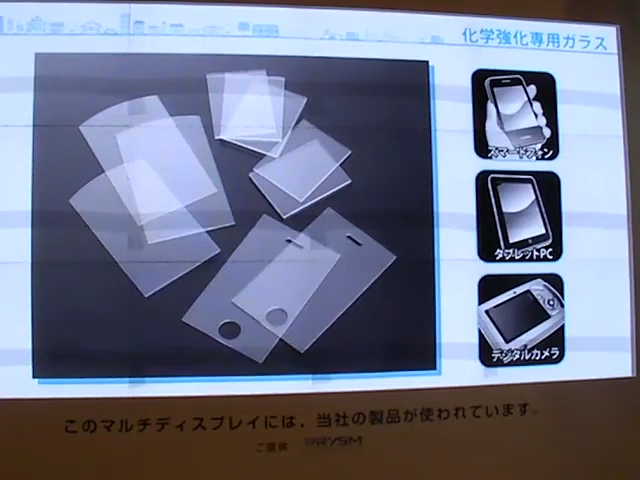 化学強化専用ガラス
スマートフォン
タブレットPC
デジタルカメラ
このマルチディスプレイには、当社の製品が使われています。
ご提供 PRYSM